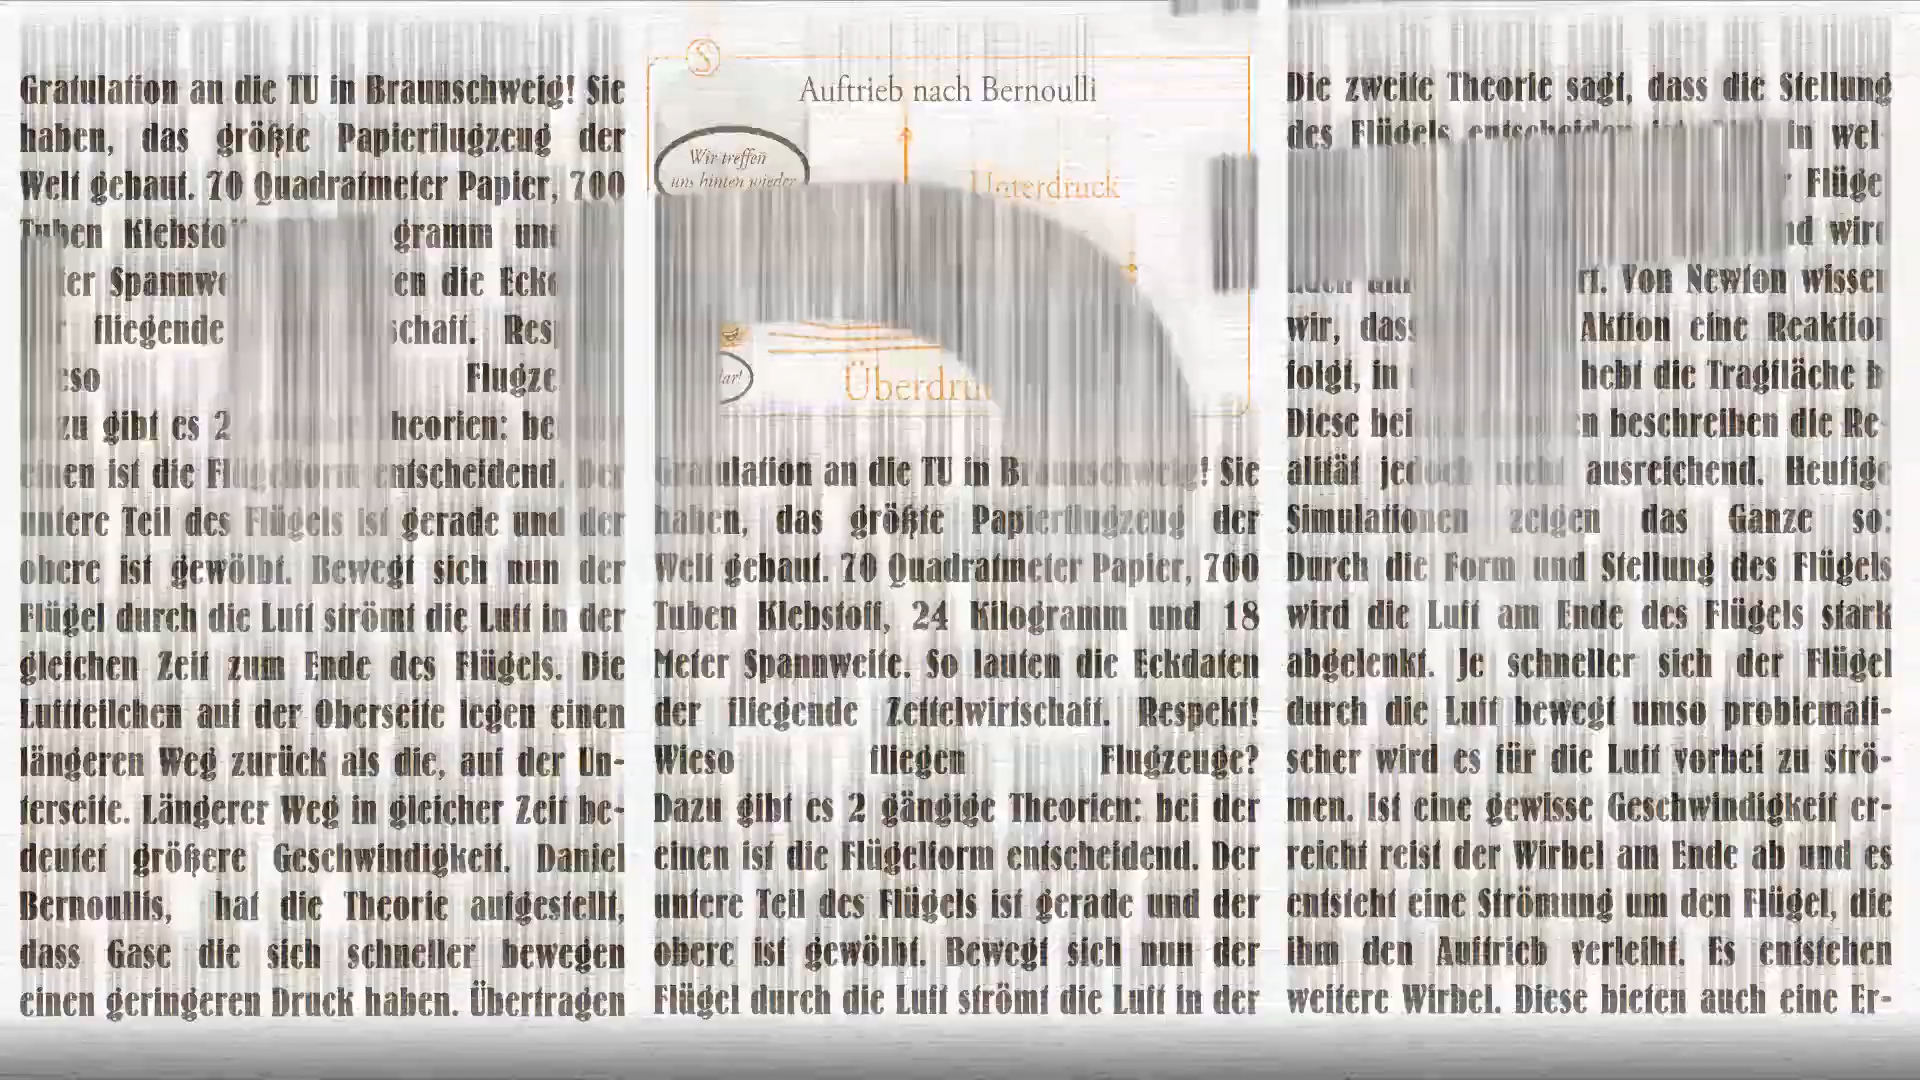 Gratulation an die TU in Braunschweig! Sie
haben, das größte Papierflugzeug der
Welt gebaut. 70 Quadratmeter Papier, 700
Tuben gramm
die
fliegende
Flugze
zu gibt es 2
einen ist die Flügelform entscheidend. Der
untere Teil des Flügels ist gerade und der
obere ist gewölbt. Bewegt sich nun der
Flügel durch die Luft strömt die Luft in der
gleichen Zeit zum Ende des Flügels. Die
Luftteilchen auf der Oberseite legen einen
längeren Weg zurück als die, auf der Un-
terseite. Längerer Weg in gleicher Zeit be-
deutet größere Geschwindigkeit. Daniel
Bernoullis, hat die Theorie aufgestellt,
dass Gase die sich schneller bewegen
einen geringeren Druck haben. Übertragen
S
Auftrieb nach Bernoulli
Wir treffen
uns hinten wieder
Unterdruck
Überdru
Gratulation an die TU in Braunschweig! Sie
haben, das größte Papierflugzeug der
Welt gebaut. 70 Quadratmeter Papier, 700
Tuben Klebstoff, 24 Kilogramm und 18
Meter Spannweite. So lauten die Eckdaten
der fliegende Zettelwirtschaft. Respekt!
Wieso fliegen Flugzeuge?
Dazu gibt es 2 gängige Theorien: bei der
einen ist die Flügelform entscheidend. Der
untere Teil des Flügels ist gerade und der
obere ist gewölbt. Bewegt sich nun der
Flügel durch die Luft strömt die Luft in der
Die zweite Theorie sagt, dass die Stellung
des Flügels in wel
Flüge
wird
Von Newton wissen
wir, dass Aktion eine Reaktion
folgt, in hebt die Tragfläche
Diese beschreiben die Re-
alität jedoch nicht ausreichend. Heutige
Simulationen zeigen das Ganze so:
Durch die Form und Stellung des Flügels
wird die Luft am Ende des Flügels stark
abgelenkt. Je schneller sich der Flügel
durch die Luft bewegt umso problemati-
scher wird es für die Luft vorbei zu strö-
men. ist eine gewisse Geschwindigkeit er-
reicht reist der Wirbel am Ende ab und es
entsteht eine Strömung um den Flügel, die
ihm den Auftrieb verleiht. Es entstehen
weitere Wirbel. Diese bieten auch eine Er-